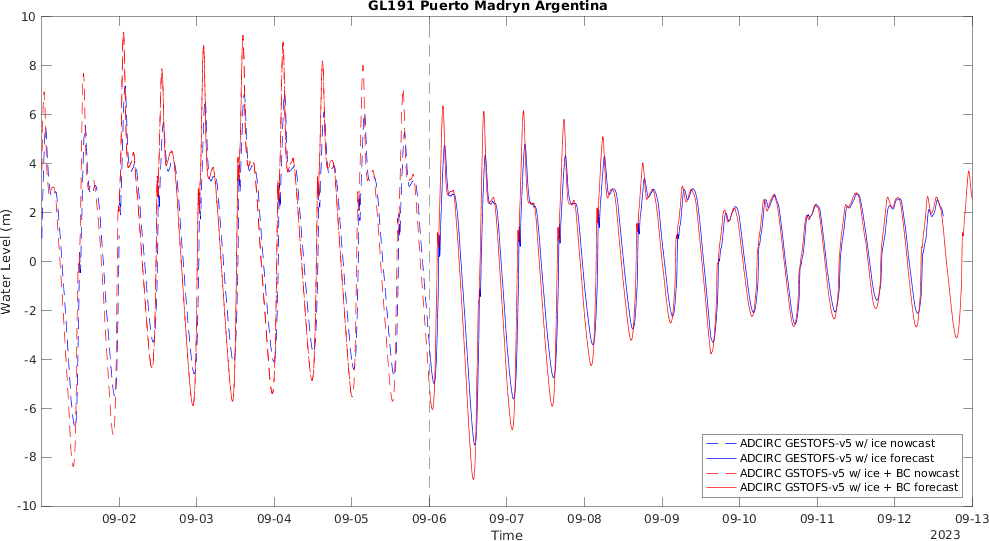 GL191 Puerto Madryn Argentina
10
8
6
4
2
0
-2
-4
-6
-8
-10
Water Level (m)
ADCIRC GESTOFS-v5 w/ ice nowcast
ADCIRC GESTOFS-v5 w/ ice forecast
ADCIRC GSTOFS-v5 w/ ice + BC nowcast
ADCIRC GSTOFS-v5 w/ ice + BC forecast
09-02 09-03 09-04 09-05 09-06 09-07 09-08 09-09 09-10 09-11 09-12 09-13
Time
2023